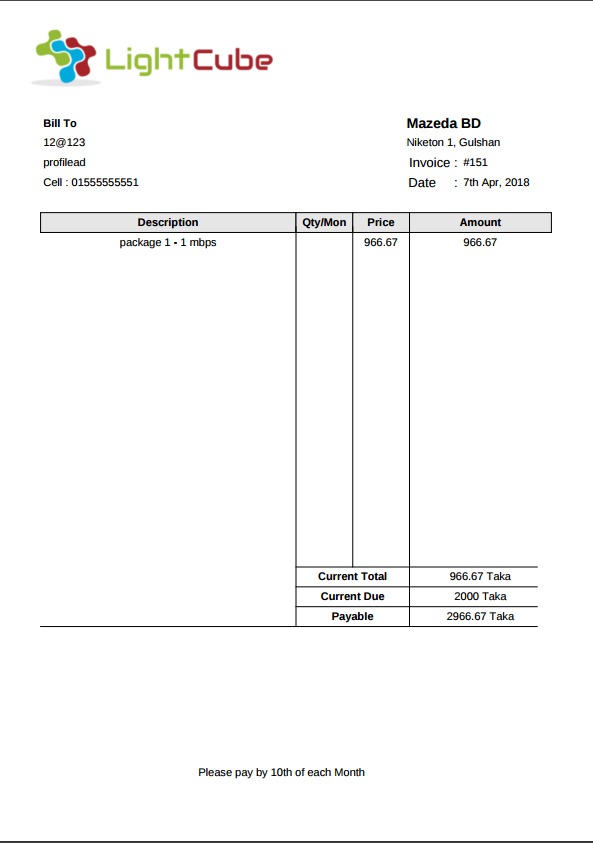 LightCube
Bill To
12@123
profilead
Cell : 01555555551
Mazeda BD
Niketon 1, Gulshan
Invoice : #151
Date : 7th Apr, 2018
Description Qty/Mon Price Amount
package 1 - 1 mbps 966.67 966.67
Current Total 966.67 Taka
Current Due 2000 Taka
Payable 2966.67 Taka
Please pay by 10th of each Month